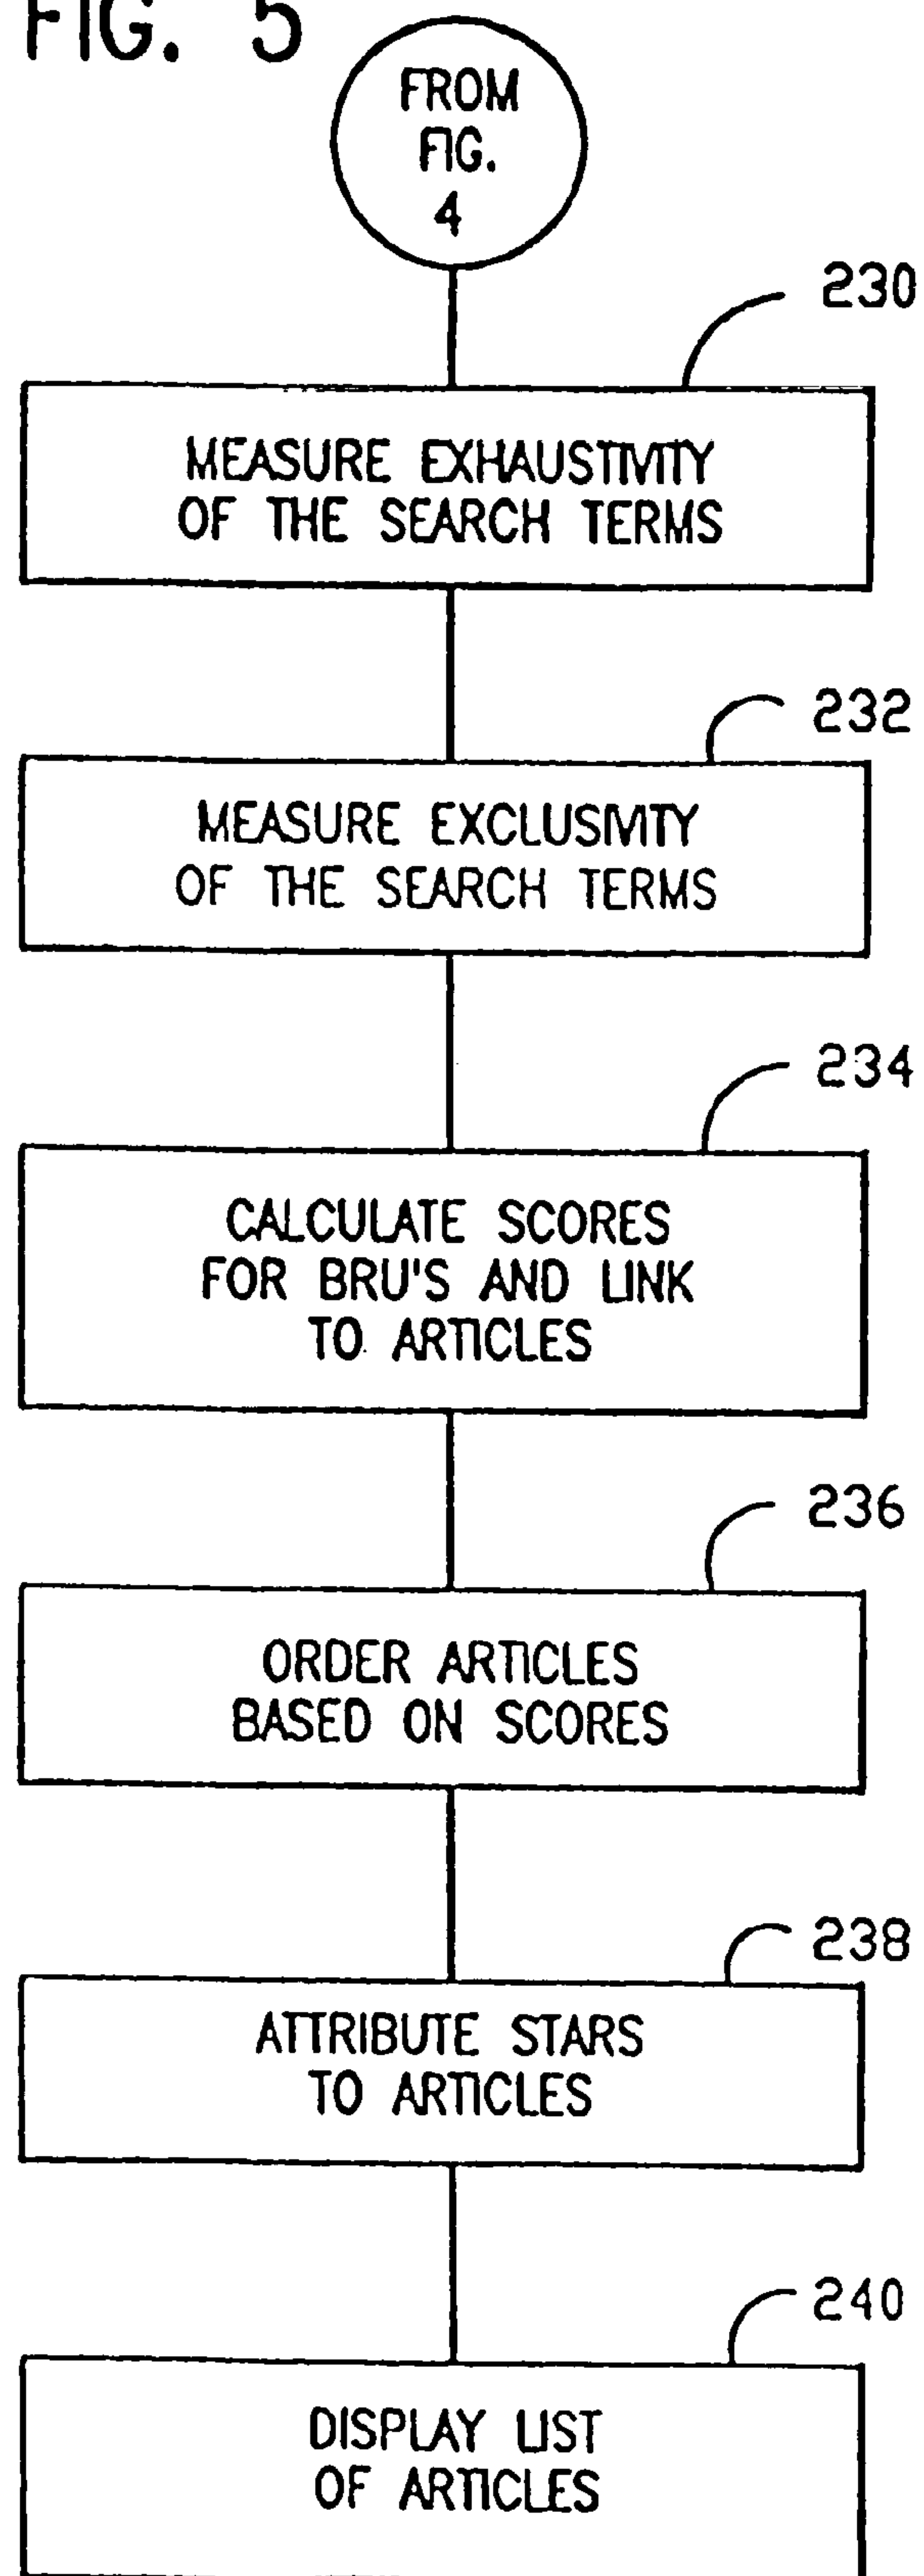 FIG. 5
FROM
FIG.
4
230
MEASURE EXHAUSTIVITY
OF THE SEARCH TERMS
232
MEASURE EXCLUSIVITY
OF THE SEARCH TERMS
234
CALCULATE SCORES
FOR BRU'S AND LINK
TO ARTICLES
236
ORDER ARTICLES
BASED ON SCORES
238
ATTRIBUTE STARS
TO ARTICLES
240
DISPLAY LIST
OF ARTICLES